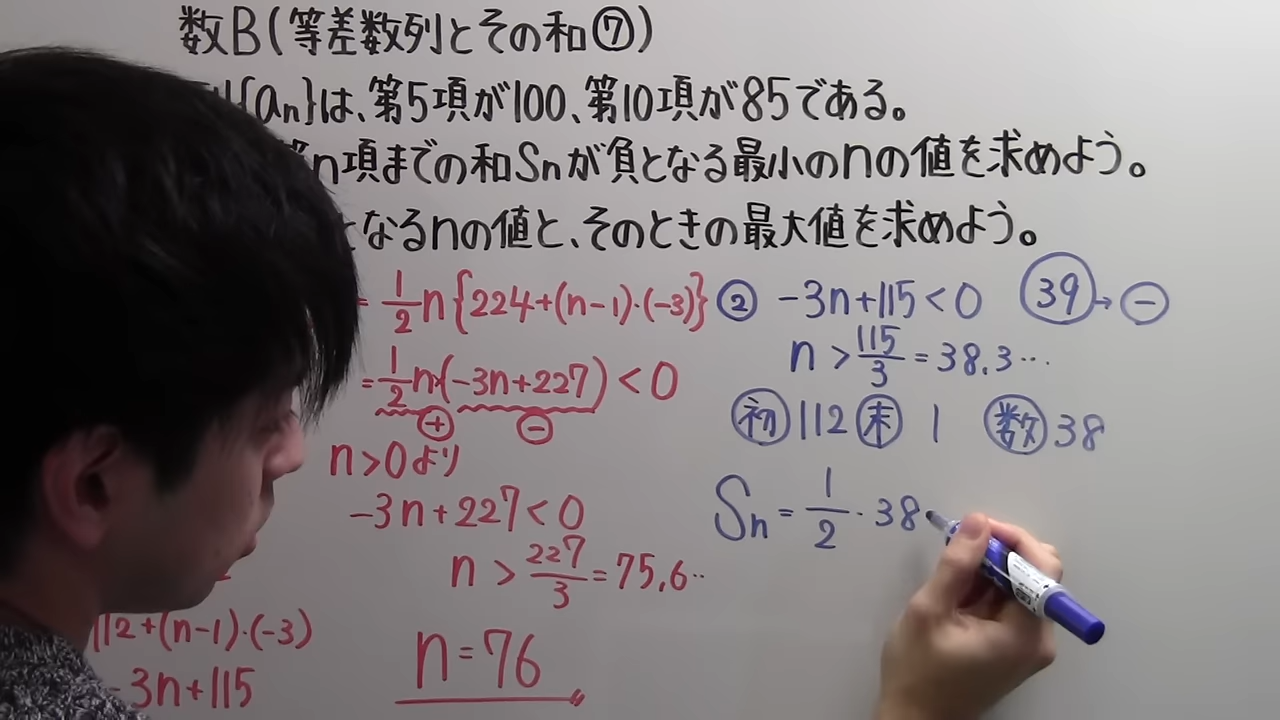 数B(等差数列とその和⑦)
{an}は、第5項が100、第10項が85である。
n項までの和Snが負となる最小のnの値を求めよう。
なるnの値と、そのときの最大値を求めよう。
= 1/2 n{224+(n-1)・(-3)}
= 1/2 n(-3n+227) < 0
⊕ ⊖
n>0より
-3n+227<0
n > 227/3 = 75.6‥
n=76
112+(n-1)・(-3)
-3n+115
② -3n+115<0 39→⊖
n > 115/3 = 38.3…
初112 末 1 数38
Sn = 1/2・38